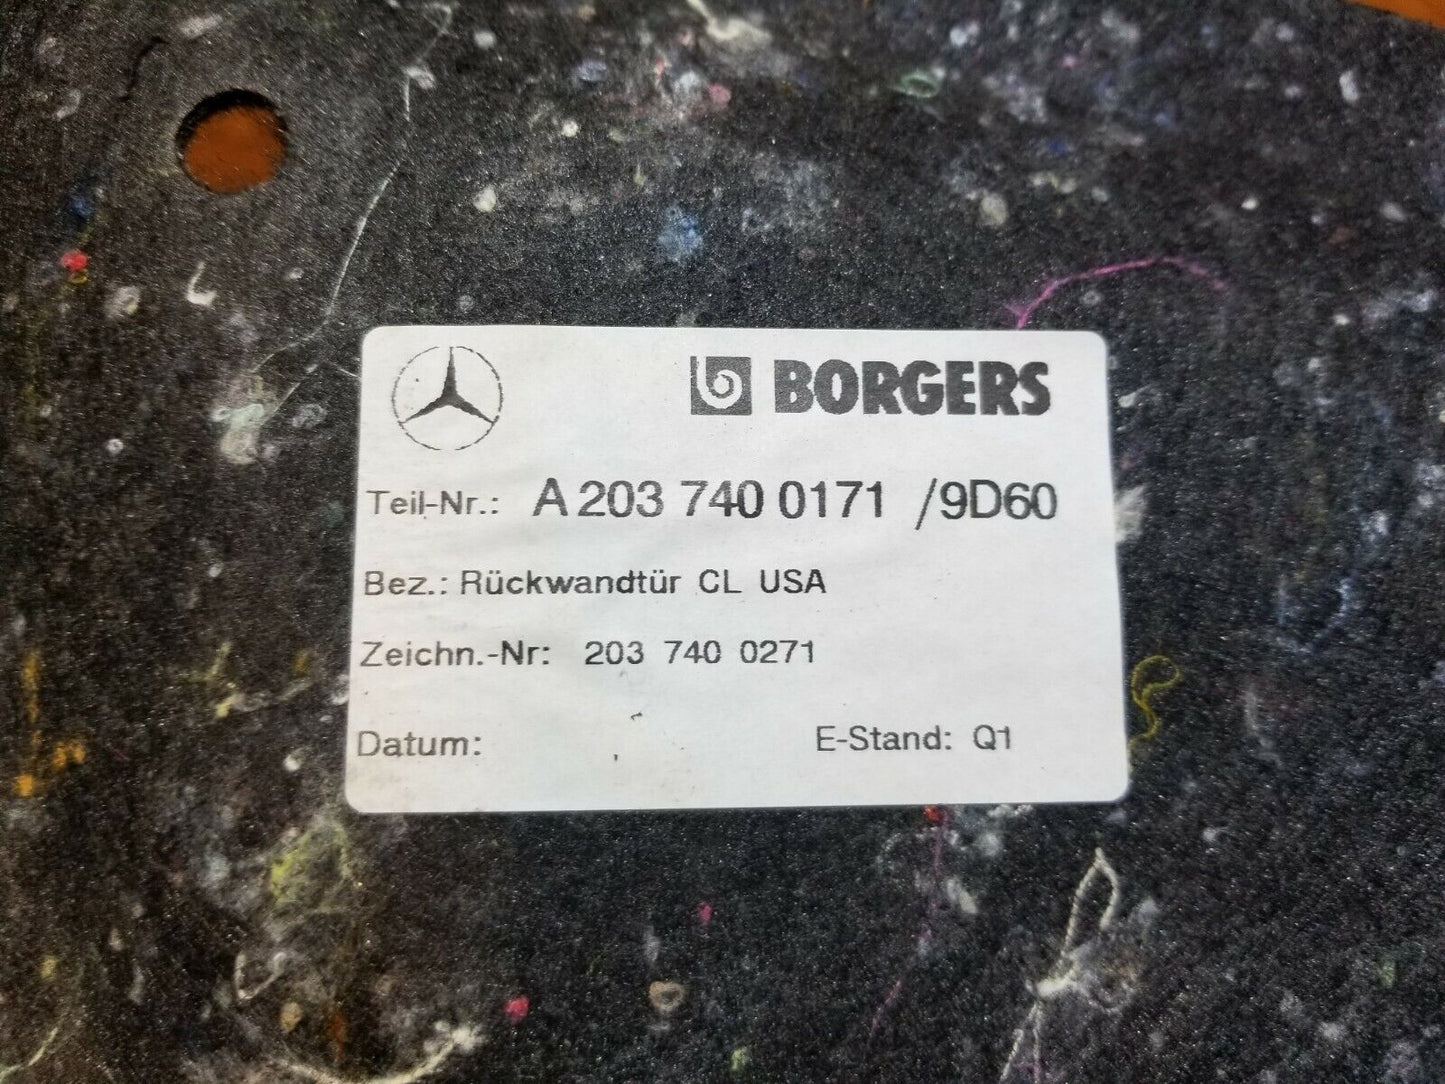 BORGERS
Teil-Nr.: A 203 740 0171 /9D60
Bez.: Rückwandtür CL USA
Zeichn.-Nr: 203 740 0271
Datum: E-Stand: Q1